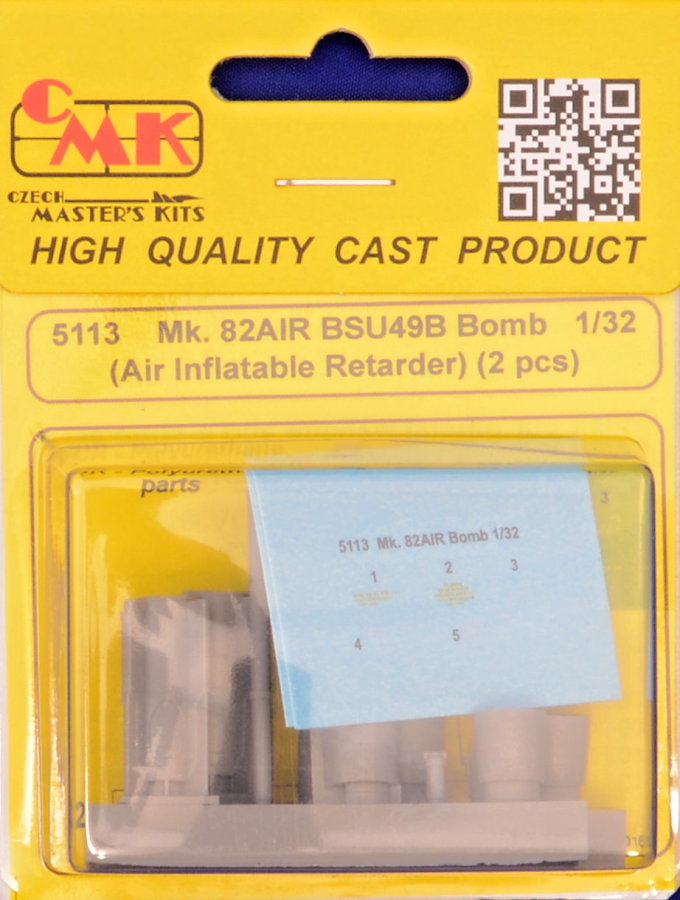 CMK
CZECH
MASTER'S KITS
HIGH QUALITY CAST PRODUCT
5113 Mk. 82AIR BSU49B Bomb 1/32
(Air Inflatable Retarder) (2 pcs)
parts
3
5113 Mk. 82AIR Bomb 1/32
1 2 3
4 5